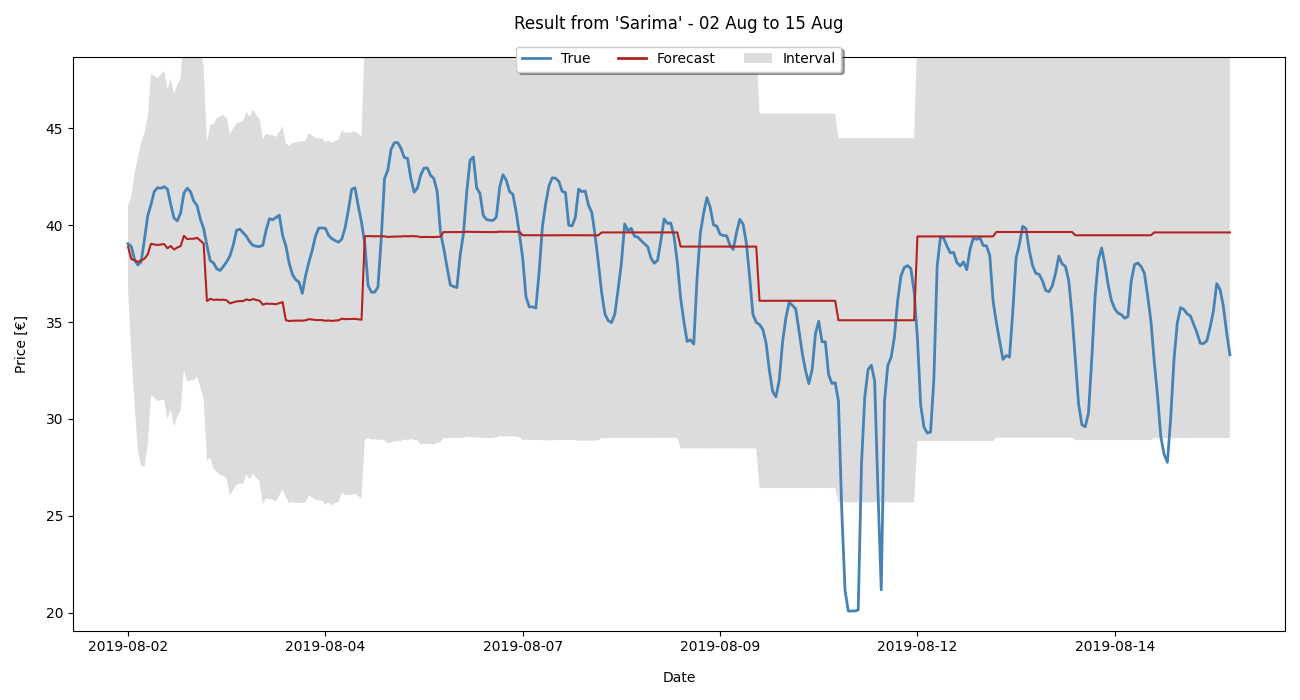 Result from 'Sarima' - 02 Aug to 15 Aug
True Forecast Interval
45
40
35
30
25
20
Price [€]
2019-08-02 2019-08-04 2019-08-07 2019-08-09 2019-08-12 2019-08-14
Date